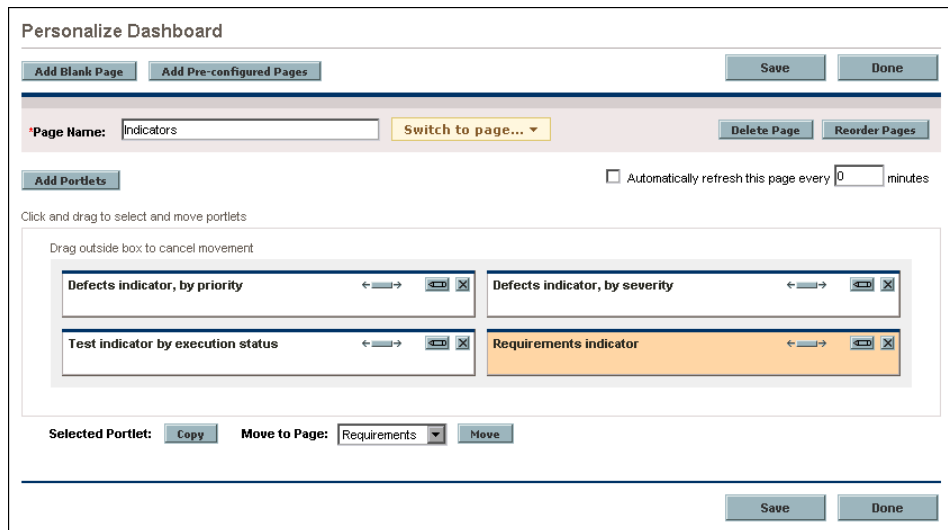 Personalize Dashboard
Add Blank Page Add Pre-configured Pages Save Done
*Page Name: Indicators Switch to page... Delete Page Reorder Pages
Add Portlets Automatically refresh this page every 0 minutes
Click and drag to select and move portlets
Drag outside box to cancel movement
Defects indicator, by priority Defects indicator, by severity
Test indicator by execution status Requirements indicator
Selected Portlet: Copy Move to Page: Requirements Move
Save Done